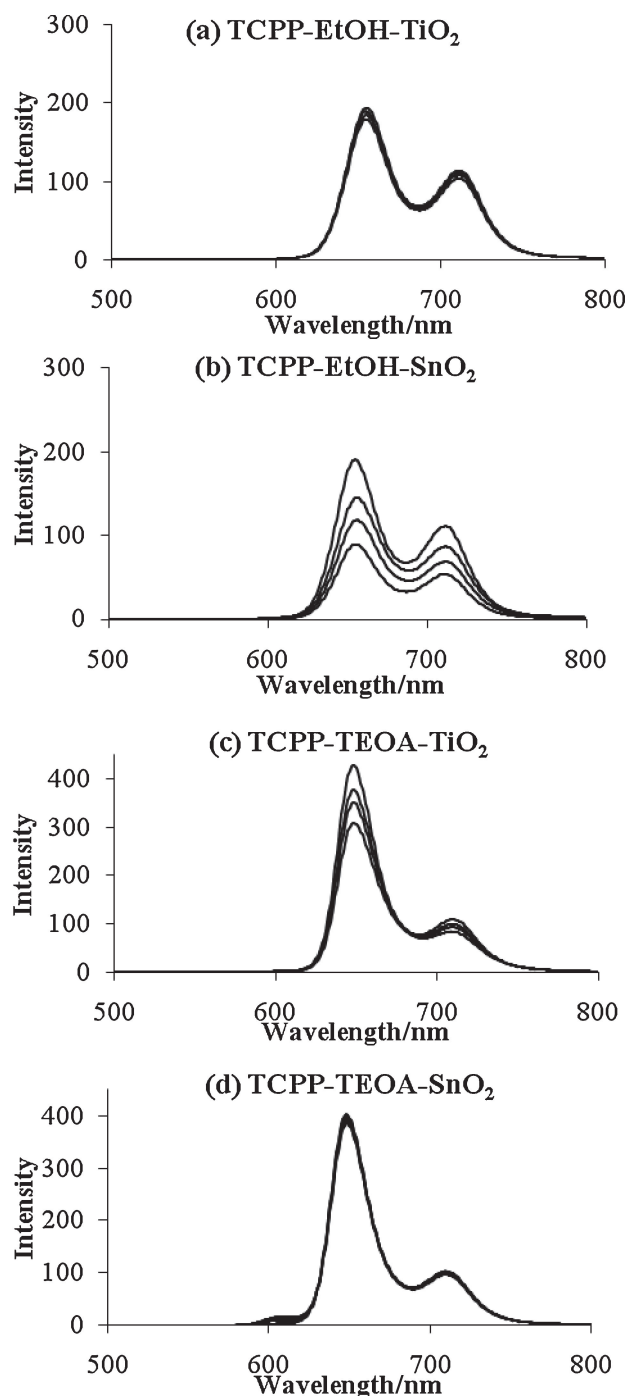 (a) TCPP-EtOH-TiO₂
300
200
100
0
Intensity
500 600 700 800
Wavelength/nm
(b) TCPP-EtOH-SnO₂
300
200
100
0
Intensity
500 600 700 800
Wavelength/nm
(c) TCPP-TEOA-TiO₂
400
300
200
100
0
Intensity
500 600 700 800
Wavelength/nm
(d) TCPP-TEOA-SnO₂
400
300
200
100
0
Intensity
500 600 700 800
Wavelength/nm